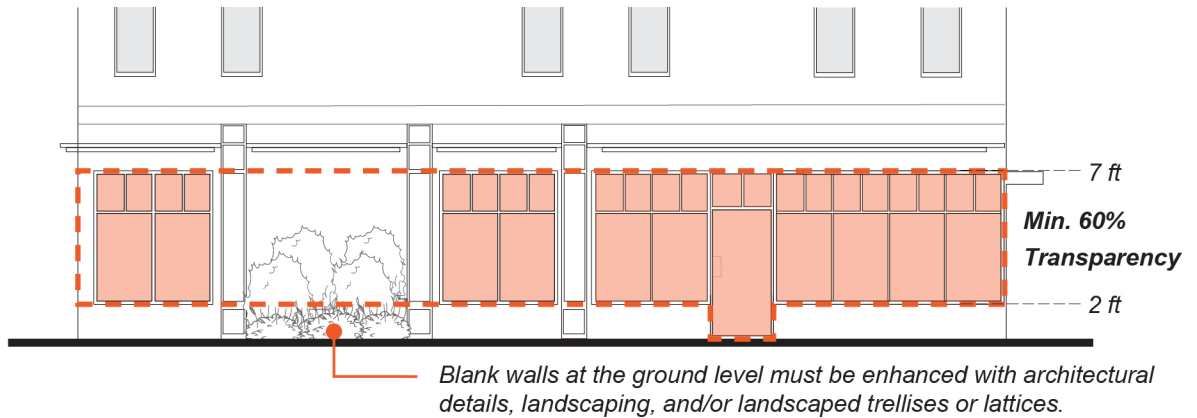 7 ft
Min. 60%
Transparency
2 ft
Blank walls at the ground level must be enhanced with architectural
details, landscaping, and/or landscaped trellises or lattices.